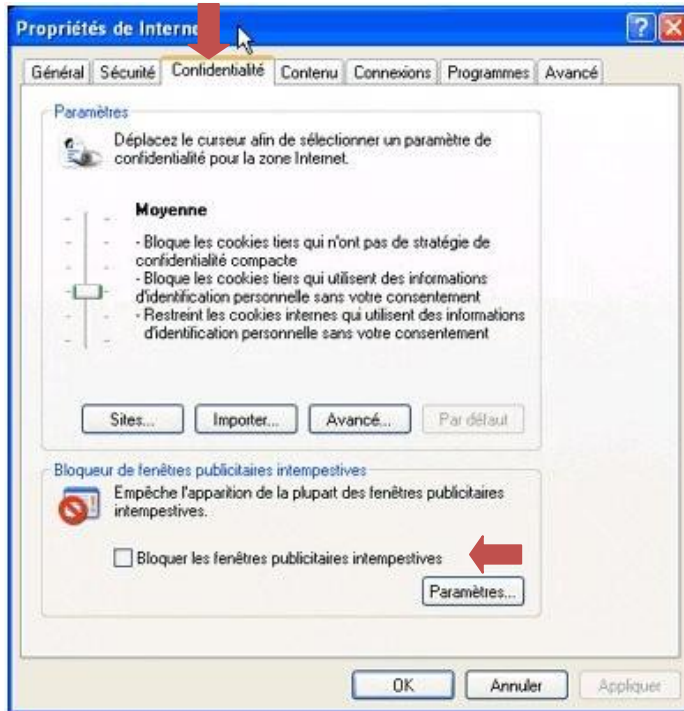 Propriétés de Intern
Général Sécurité Confidentialité Contenu Connexions Programmes Avancé
Paramètres
Déplacez le curseur afin de sélectionner un paramètre de
confidentialité pour la zone Internet.
Moyenne
- Bloque les cookies tiers qui n'ont pas de stratégie de
confidentialité compacte
- Bloque les cookies tiers qui utilisent des informations
d'identification personnelle sans votre consentement
- Restreint les cookies internes qui utilisent des informations
d'identification personnelle sans votre consentement
Sites... Importer... Avancé... Par défaut
Bloqueur de fenêtres publicitaires intempestives
Empêche l'apparition de la plupart des fenêtres publicitaires
intempestives.
Bloquer les fenêtres publicitaires intempestives
Paramètres...
OK Annuler Appliquer